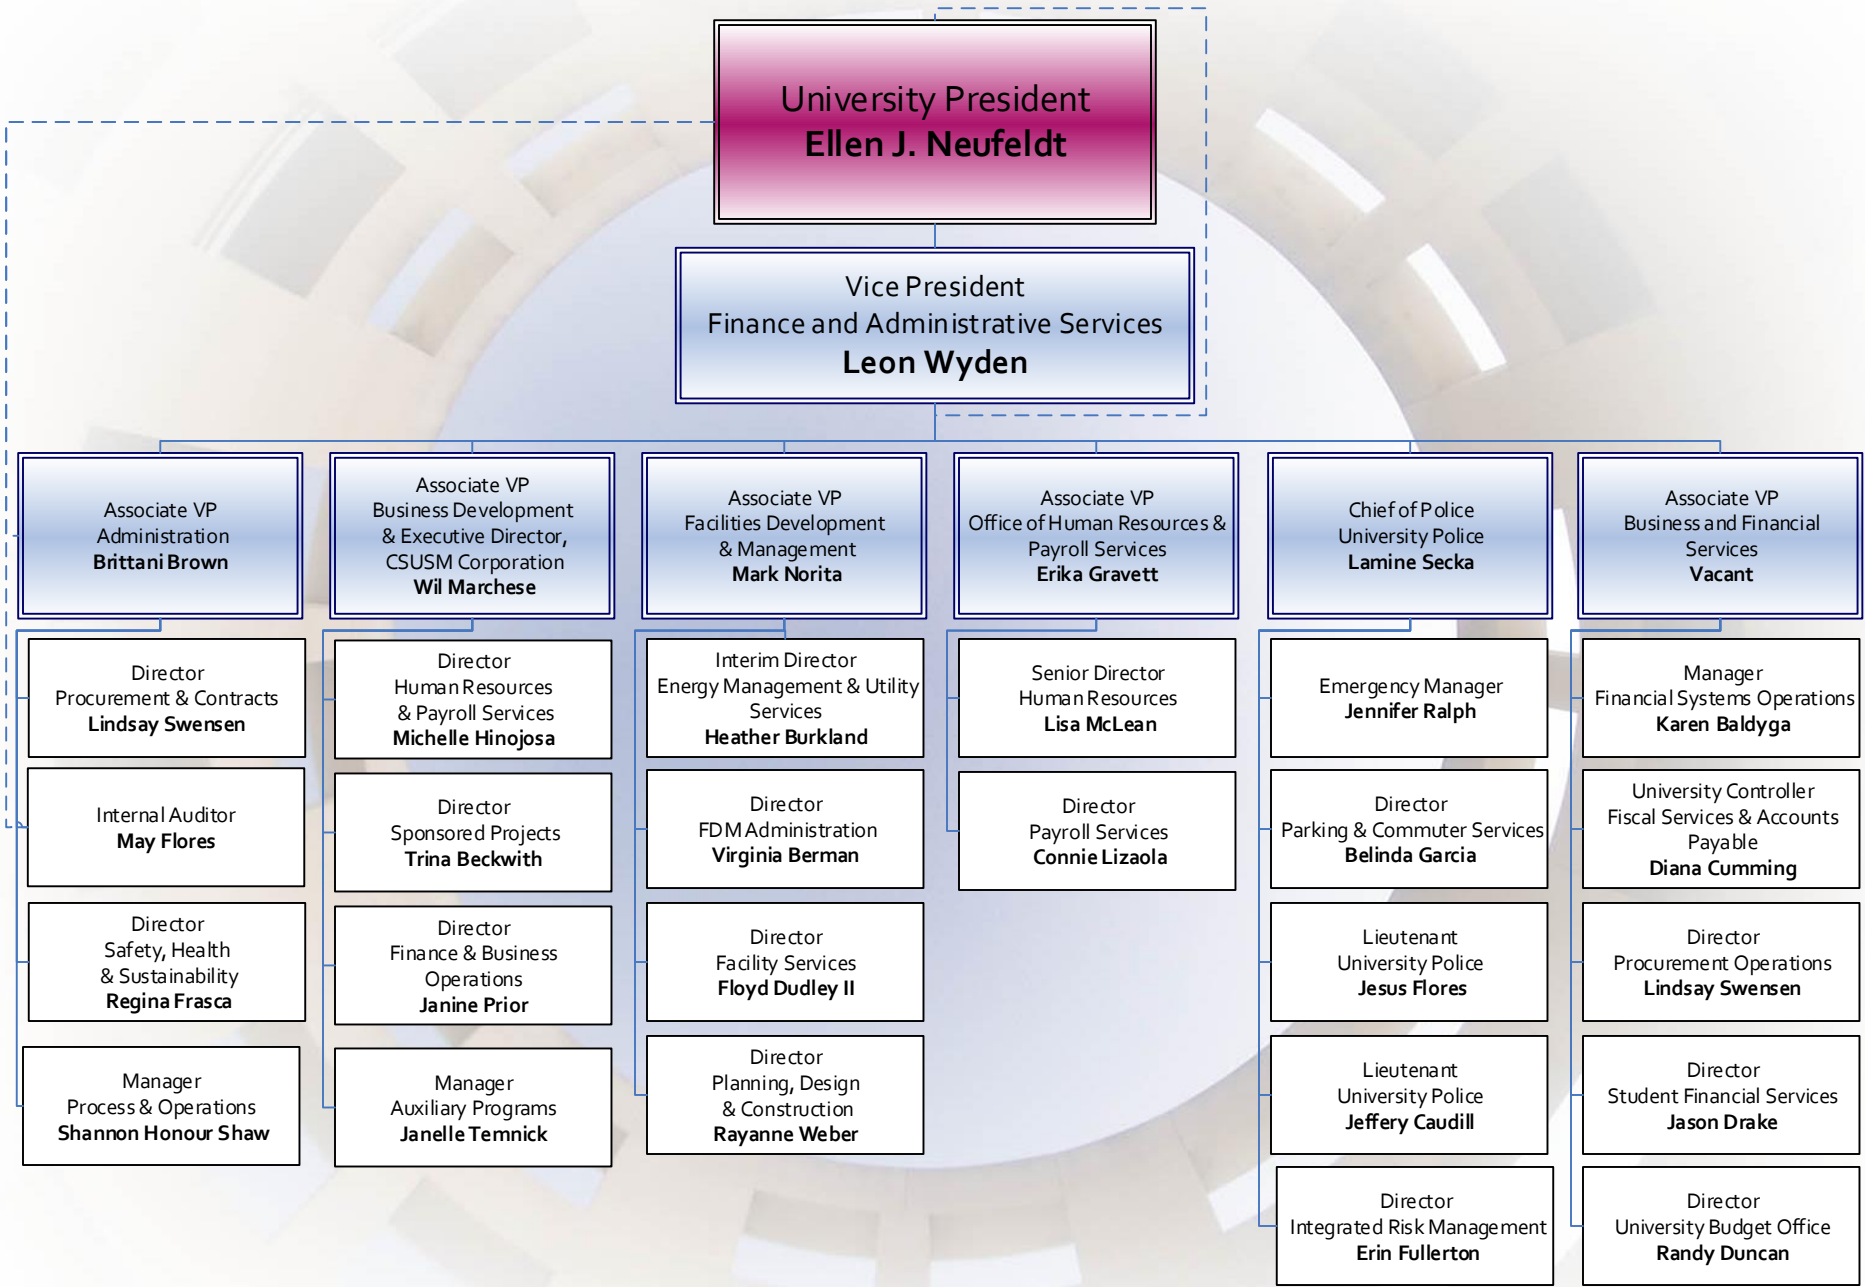 University President
Ellen J. Neufeldt
Vice President
Finance and Administrative Services
Leon Wyden
Associate VP
Administration
Brittani Brown
Associate VP
Business Development
& Executive Director,
CSUSM Corporation
Wil Marchese
Associate VP
Facilities Development
& Management
Mark Norita
Associate VP
Office of Human Resources &
Payroll Services
Erika Gravett
Chief of Police
University Police
Lamine Secka
Associate VP
Business and Financial
Services
Vacant
Director
Procurement & Contracts
Lindsay Swensen
Internal Auditor
May Flores
Director
Safety, Health
& Sustainability
Regina Frasca
Manager
Process & Operations
Shannon Honour Shaw
Director
Human Resources
& Payroll Services
Michelle Hinojosa
Director
Sponsored Projects
Trina Beckwith
Director
Finance & Business
Operations
Janine Prior
Manager
Auxiliary Programs
Janelle Temnick
Interim Director
Energy Management & Utility
Services
Heather Burkland
Director
FDM Administration
Virginia Berman
Director
Facility Services
Floyd Dudley II
Director
Planning, Design
& Construction
Rayanne Weber
Senior Director
Human Resources
Lisa McLean
Director
Payroll Services
Connie Lizaola
Emergency Manager
Jennifer Ralph
Director
Parking & Commuter Services
Belinda Garcia
Lieutenant
University Police
Jesus Flores
Lieutenant
University Police
Jeffery Caudill
Director
Integrated Risk Management
Erin Fullerton
Manager
Financial Systems Operations
Karen Baldyga
University Controller
Fiscal Services & Accounts
Payable
Diana Cumming
Director
Procurement Operations
Lindsay Swensen
Director
Student Financial Services
Jason Drake
Director
University Budget Office
Randy Duncan